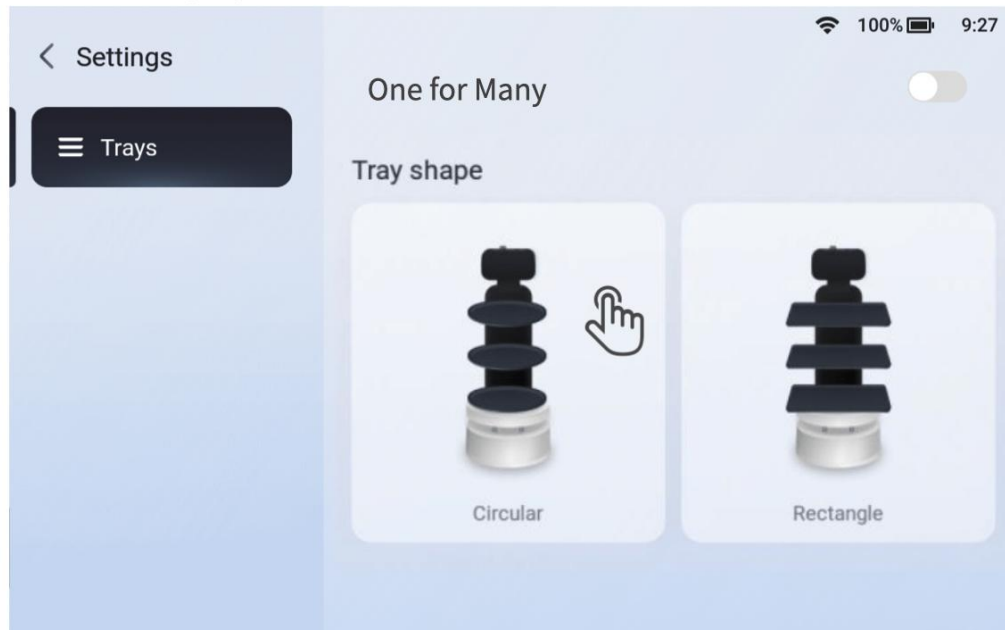 100% 9:27
Settings
One for Many
Trays
Tray shape
Circular
Rectangle